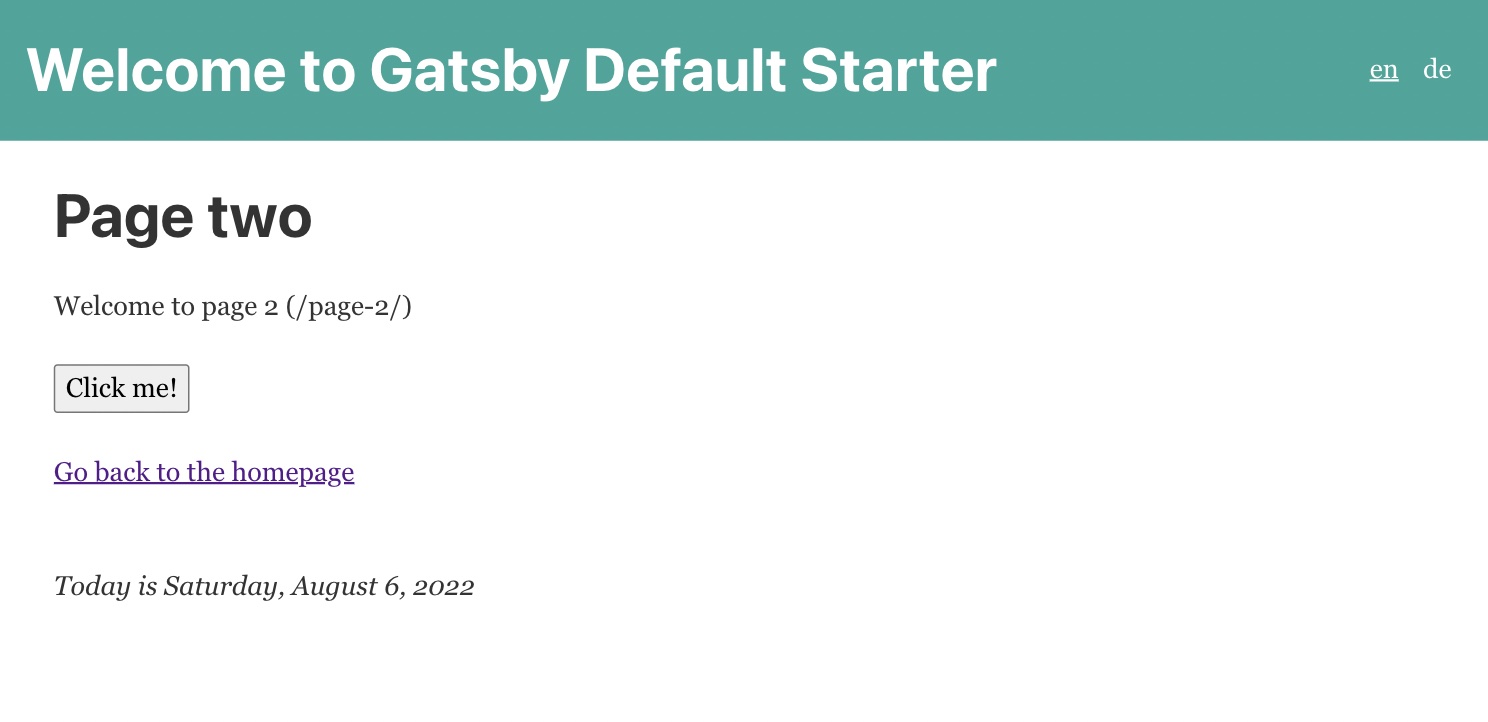 Welcome to Gatsby Default Starter
en de
Page two
Welcome to page 2 (/page-2/)
Click me!
Go back to the homepage
Today is Saturday, August 6, 2022